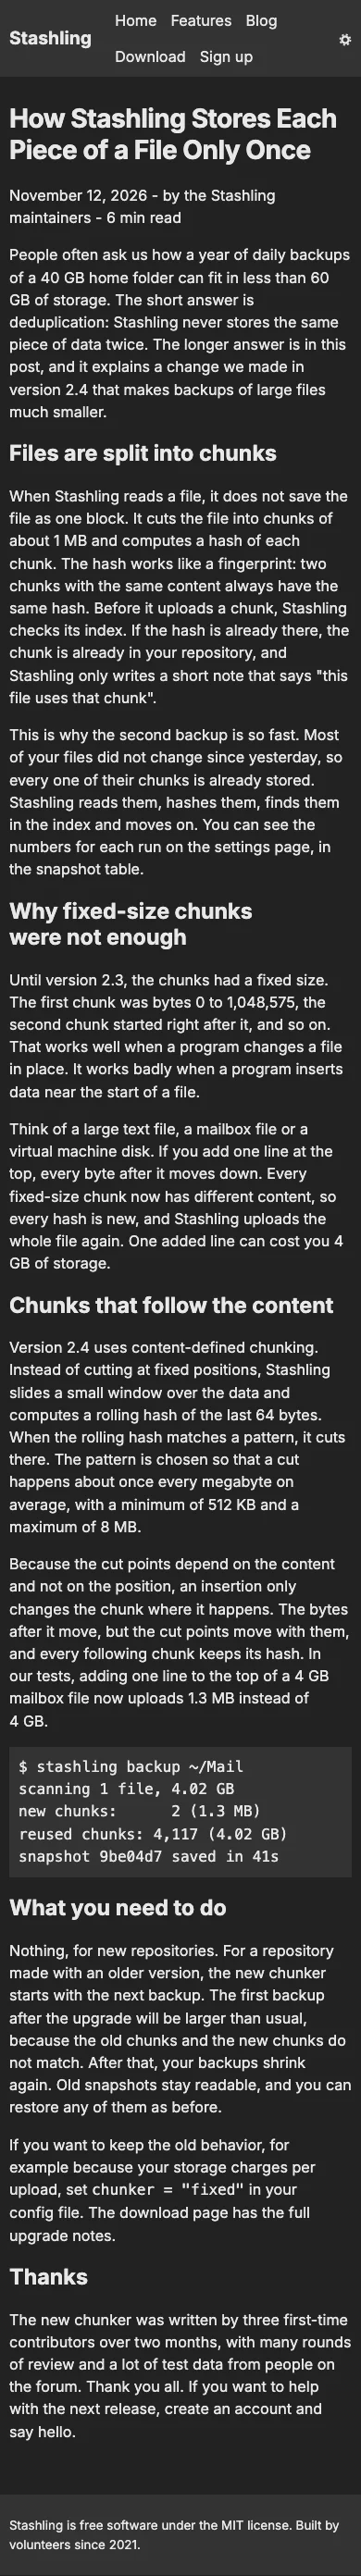 Stashling
Home Features Blog
Download Sign up
How Stashling Stores Each
Piece of a File Only Once
November 12, 2026 - by the Stashling
maintainers - 6 min read
People often ask us how a year of daily backups
of a 40 GB home folder can fit in less than 60
GB of storage. The short answer is
deduplication: Stashling never stores the same
piece of data twice. The longer answer is in this
post, and it explains a change we made in
version 2.4 that makes backups of large files
much smaller.
Files are split into chunks
When Stashling reads a file, it does not save the
file as one block. It cuts the file into chunks of
about 1 MB and computes a hash of each
chunk. The hash works like a fingerprint: two
chunks with the same content always have the
same hash. Before it uploads a chunk, Stashling
checks its index. If the hash is already there, the
chunk is already in your repository, and
Stashling only writes a short note that says "this
file uses that chunk".
This is why the second backup is so fast. Most
of your files did not change since yesterday, so
every one of their chunks is already stored.
Stashling reads them, hashes them, finds them
in the index and moves on. You can see the
numbers for each run on the settings page, in
the snapshot table.
Why fixed-size chunks
were not enough
Until version 2.3, the chunks had a fixed size.
The first chunk was bytes 0 to 1,048,575, the
second chunk started right after it, and so on.
That works well when a program changes a file
in place. It works badly when a program inserts
data near the start of a file.
Think of a large text file, a mailbox file or a
virtual machine disk. If you add one line at the
top, every byte after it moves down. Every
fixed-size chunk now has different content, so
every hash is new, and Stashling uploads the
whole file again. One added line can cost you 4
GB of storage.
Chunks that follow the content
Version 2.4 uses content-defined chunking.
Instead of cutting at fixed positions, Stashling
slides a small window over the data and
computes a rolling hash of the last 64 bytes.
When the rolling hash matches a pattern, it cuts
there. The pattern is chosen so that a cut
happens about once every megabyte on
average, with a minimum of 512 KB and a
maximum of 8 MB.
Because the cut points depend on the content
and not on the position, an insertion only
changes the chunk where it happens. The bytes
after it move, but the cut points move with them,
and every following chunk keeps its hash. In
our tests, adding one line to the top of a 4 GB
mailbox file now uploads 1.3 MB instead of
4 GB.
$ stashling backup ~/Mail
scanning 1 file, 4.02 GB
new chunks:      2 (1.3 MB)
reused chunks: 4,117 (4.02 GB)
snapshot 9be04d7 saved in 41s
What you need to do
Nothing, for new repositories. For a repository
made with an older version, the new chunker
starts with the next backup. The first backup
after the upgrade will be larger than usual,
because the old chunks and the new chunks do
not match. After that, your backups shrink
again. Old snapshots stay readable, and you can
restore any of them as before.
If you want to keep the old behavior, for
example because your storage charges per
upload, set chunker = "fixed" in your
config file. The download page has the full
upgrade notes.
Thanks
The new chunker was written by three first-time
contributors over two months, with many rounds
of review and a lot of test data from people on
the forum. Thank you all. If you want to help
with the next release, create an account and
say hello.
Stashling is free software under the MIT license. Built by
volunteers since 2021.